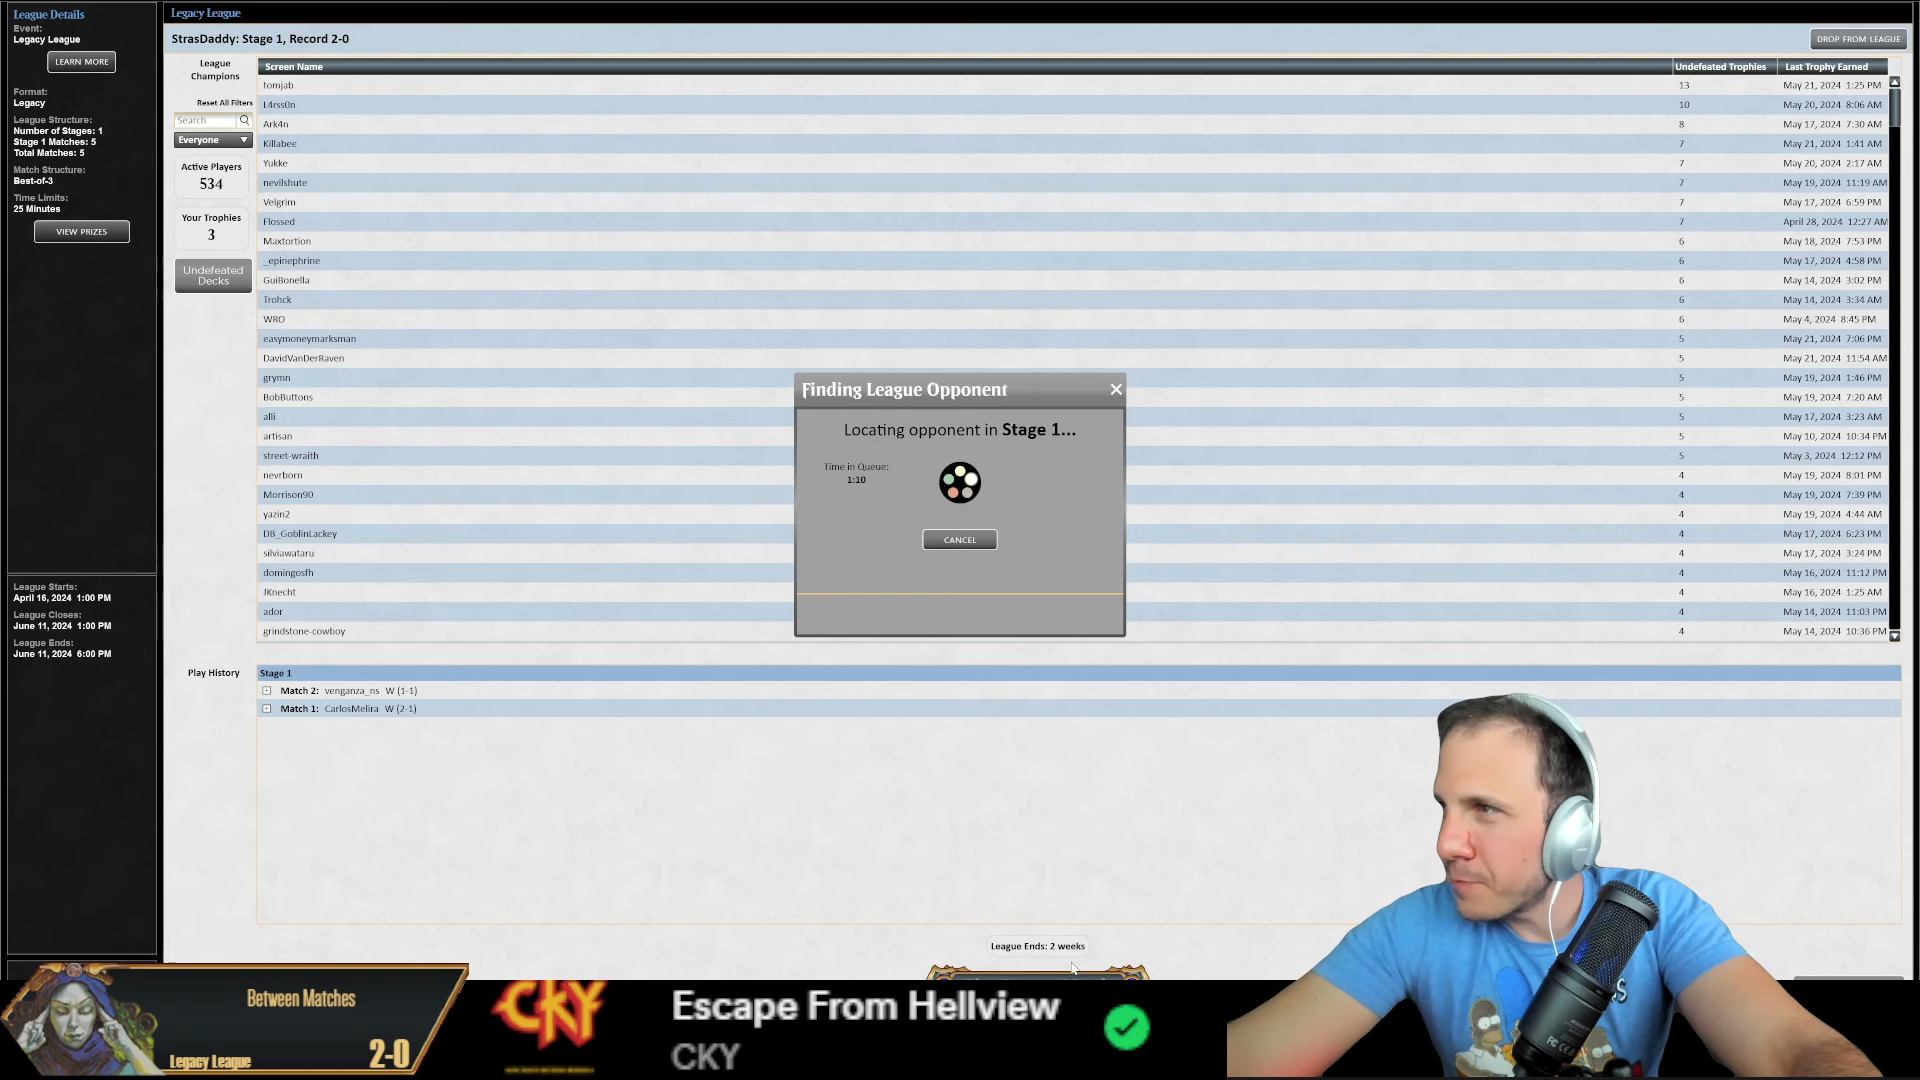 League Details
Event:
Legacy League
LEARN MORE
Format:
Legacy
League Structure:
Number of Stages: 1
Stage 1 Matches: 5
Total Matches: 5
Match Structure:
Best-of-3
Time Limits:
25 Minutes
VIEW PRIZES
League Starts:
April 16, 2024 1:00 PM
League Closes:
June 11, 2024 1:00 PM
League Ends:
June 11, 2024 6:00 PM
Legacy League
StrasDaddy: Stage 1, Record 2-0
DROP FROM LEAGUE
League
Champions
Reset All Filters
Search
Everyone
Active Players
534
Your Trophies
3
Undefeated
Decks
Screen Name Undefeated Trophies Last Trophy Earned
tomjab 13 May 21, 2024 1:25 PM
L4rss0n 10 May 20, 2024 8:06 AM
Ark4n 8 May 17, 2024 7:30 AM
Killabee 7 May 21, 2024 1:41 AM
Yukke 7 May 20, 2024 2:17 AM
nevilshute 7 May 19, 2024 11:19 AM
Velgrim 7 May 17, 2024 6:59 PM
Flossed 7 April 28, 2024 12:27 AM
Maxtortion 6 May 18, 2024 7:53 PM
_epinephrine 6 May 17, 2024 4:58 PM
GuiBonella 6 May 14, 2024 3:02 PM
Trohck 6 May 14, 2024 3:34 AM
WRO 6 May 4, 2024 8:45 PM
easymoneymarksman 5 May 21, 2024 7:06 PM
DavidVanDerRaven 5 May 21, 2024 11:54 AM
grymn 5 May 19, 2024 1:46 PM
BobButtons 5 May 19, 2024 7:20 AM
alli 5 May 17, 2024 3:23 AM
artisan 5 May 10, 2024 10:34 PM
street-wraith 5 May 3, 2024 12:12 PM
nevrborn 4 May 19, 2024 8:01 PM
Morrison90 4 May 19, 2024 7:39 PM
yazin2 4 May 19, 2024 4:44 AM
DB_GoblinLackey 4 May 17, 2024 6:23 PM
silviawataru 4 May 17, 2024 3:24 PM
domingosfh 4 May 16, 2024 11:12 PM
JKnecht 4 May 16, 2024 1:25 AM
ador 4 May 14, 2024 11:03 PM
grindstone-cowboy 4 May 14, 2024 10:36 PM
Finding League Opponent
Locating opponent in Stage 1...
Time in Queue:
1:10
CANCEL
Play History
Stage 1
Match 2: venganza_ns W (1-1)
Match 1: CarlosMelira W (2-1)
League Ends: 2 weeks
Between Matches
Legacy League 2-0
CKY
Escape From Hellview
CKY